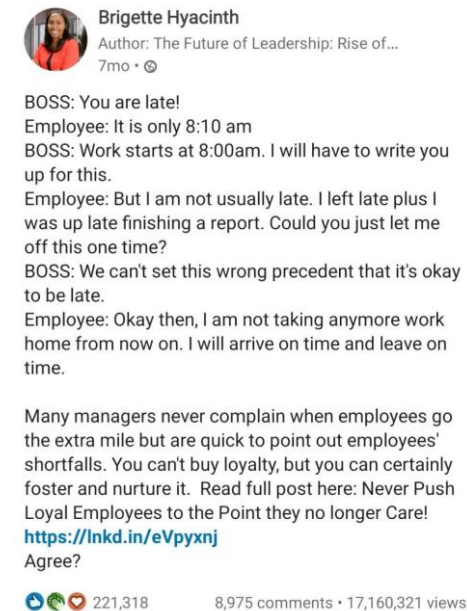 Brigette Hyacinth
Author: The Future of Leadership: Rise of...
7mo •
BOSS: You are late!
Employee: It is only 8:10 am
BOSS: Work starts at 8:00am. I will have to write you
up for this.
Employee: But I am not usually late. I left late plus I
was up late finishing a report. Could you just let me
off this one time?
BOSS: We can't set this wrong precedent that it's okay
to be late.
Employee: Okay then, I am not taking anymore work
home from now on. I will arrive on time and leave on
time.
Many managers never complain when employees go
the extra mile but are quick to point out employees'
shortfalls. You can't buy loyalty, but you can certainly
foster and nurture it. Read full post here: Never Push
Loyal Employees to the Point they no longer Care!
https://lnkd.in/eVpyxnj
Agree?
221,318 8,975 comments • 17,160,321 views